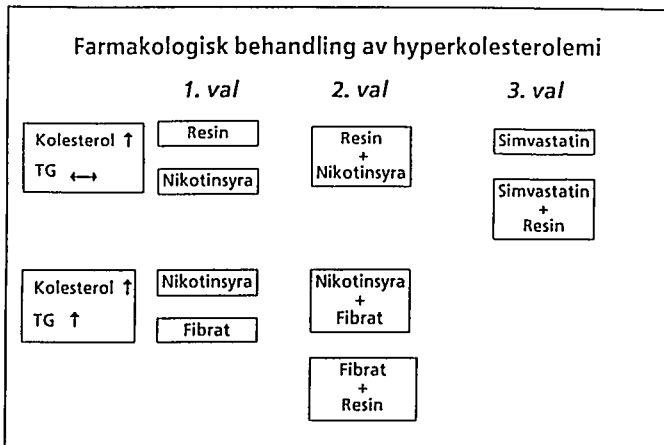 Farmakologisk behandling av hyperkolesterolemi
1. val 2. val 3. val
Kolesterol ↑
TG ↔
Resin
Nikotinsyra
Resin
+
Nikotinsyra
Simvastatin
Simvastatin
+
Resin
Kolesterol ↑
TG ↑
Nikotinsyra
Fibrat
Nikotinsyra
+
Fibrat
Fibrat
+
Resin